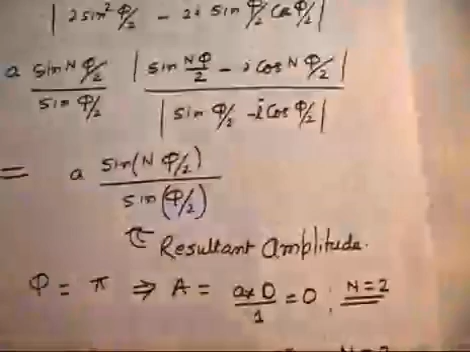 | 2 sin² Φ/2 - 2i sin Φ/2 Cos Φ/2 |
a sin N Φ/2 / sin Φ/2 | sin NΦ/2 - i Cos N Φ/2 | / | sin Φ/2 - i Cos Φ/2 |
= a sin(N Φ/2) / sin(Φ/2)
Resultant Amplitude.
Φ = π ⇒ A = a x 0 / 1 = 0 ; N = 2
N = 2